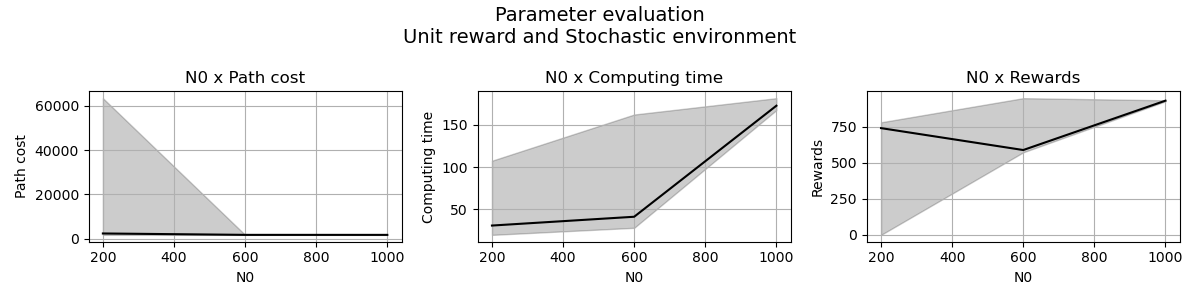 Parameter evaluation
Unit reward and Stochastic environment
N0 x Path cost
Path cost
60000
40000
20000
0
200 400 600 800 1000
N0
N0 x Computing time
Computing time
150
100
50
200 400 600 800 1000
N0
N0 x Rewards
Rewards
750
500
250
0
200 400 600 800 1000
N0